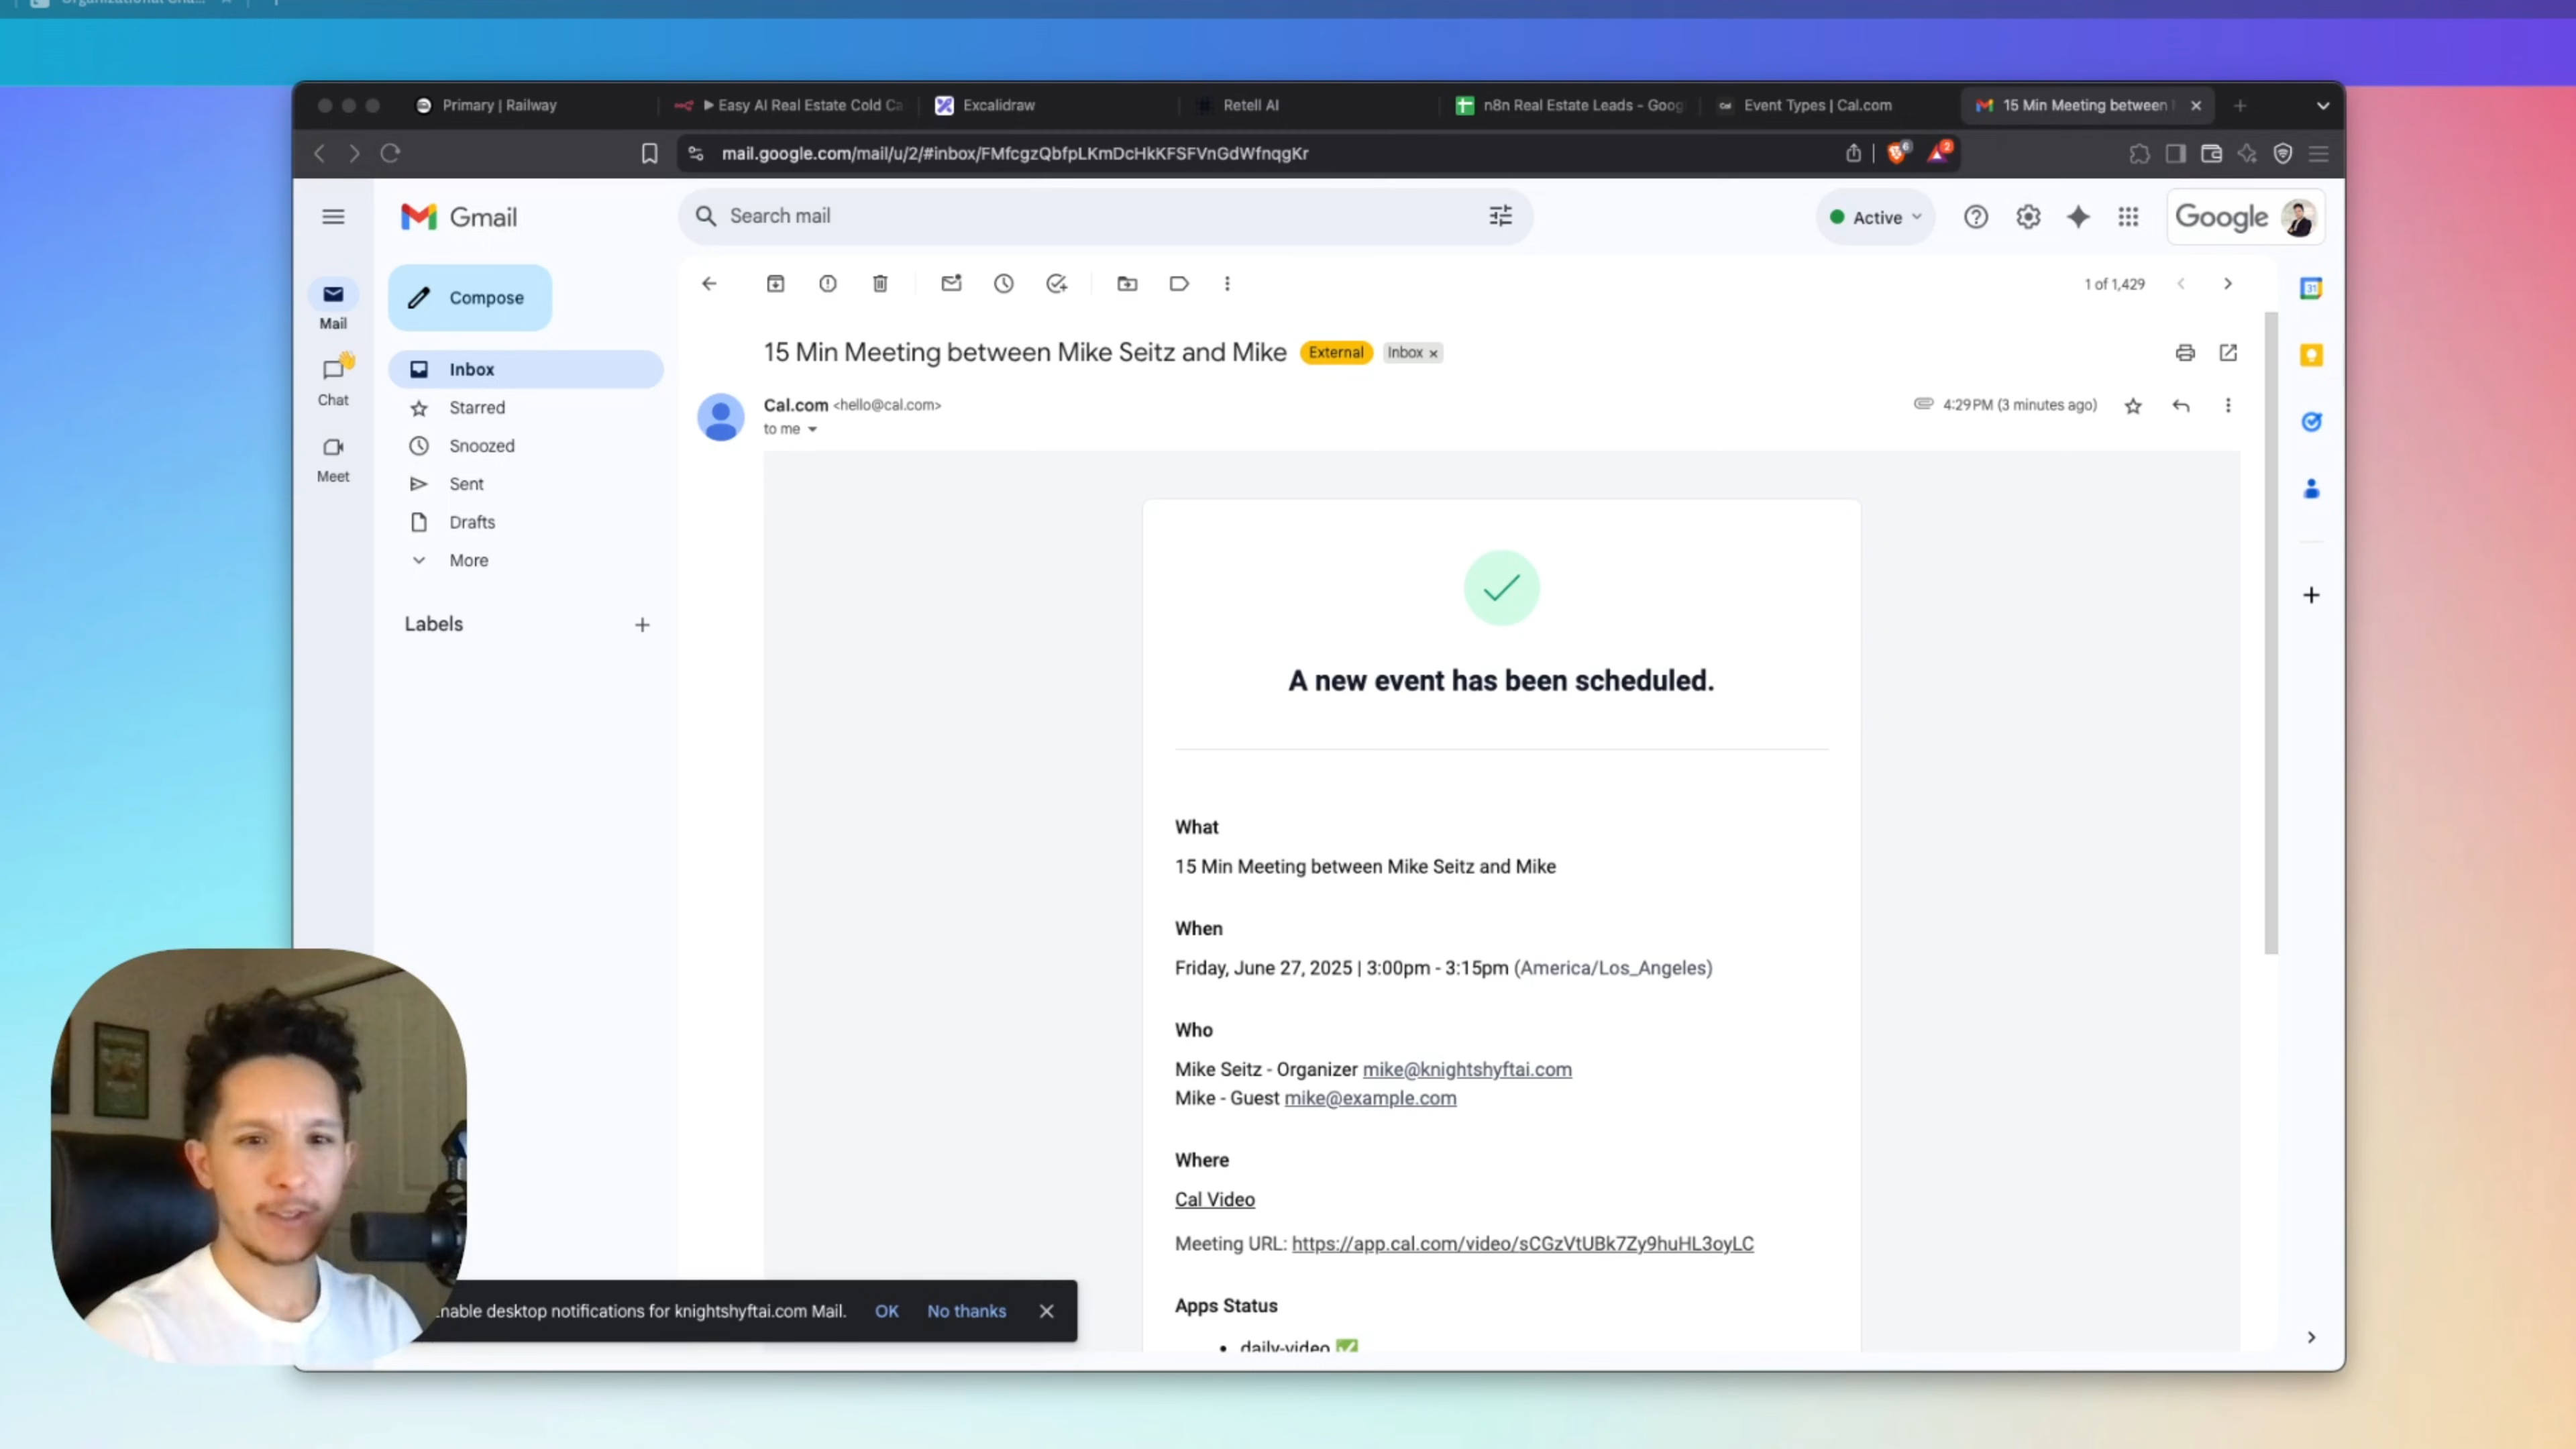 Primary | Railway
Easy AI Real Estate Cold Ca
Excalidraw
Retell AI
n8n Real Estate Leads - Goog
Cal
Event Types | Cal.com
15 Min Meeting between
mail.google.com/mail/u/2/#inbox/FMfcgzQbfpLKmDcHkKFSFVnGdWfnqgKr
6
2
Gmail
Search mail
Active
Google
Compose
Mail
Chat
Meet
Inbox
Starred
Snoozed
Sent
Drafts
More
Labels
1 of 1,429
31
15 Min Meeting between Mike Seitz and Mike
External
Inbox
Cal.com <hello@cal.com>
4:29 PM (3 minutes ago)
to me
A new event has been scheduled.
What
15 Min Meeting between Mike Seitz and Mike
When
Friday, June 27, 2025 | 3:00pm - 3:15pm (America/Los_Angeles)
Who
Mike Seitz - Organizer mike@knightshyftai.com
Mike - Guest mike@example.com
Where
Cal Video
Meeting URL: https://app.cal.com/video/sCGzVtUBk7Zy9huHL3oyLC
Apps Status
daily-video ✅
nable desktop notifications for knightshyftai.com Mail.
OK
No thanks